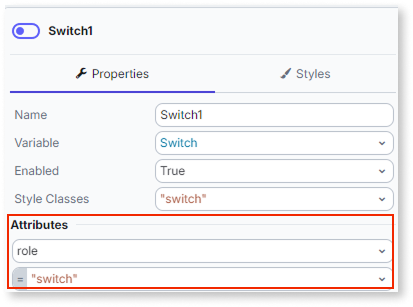 Switch1
Properties Styles
Name Switch1
Variable Switch
Enabled True
Style Classes "switch"
Attributes
role
= "switch"